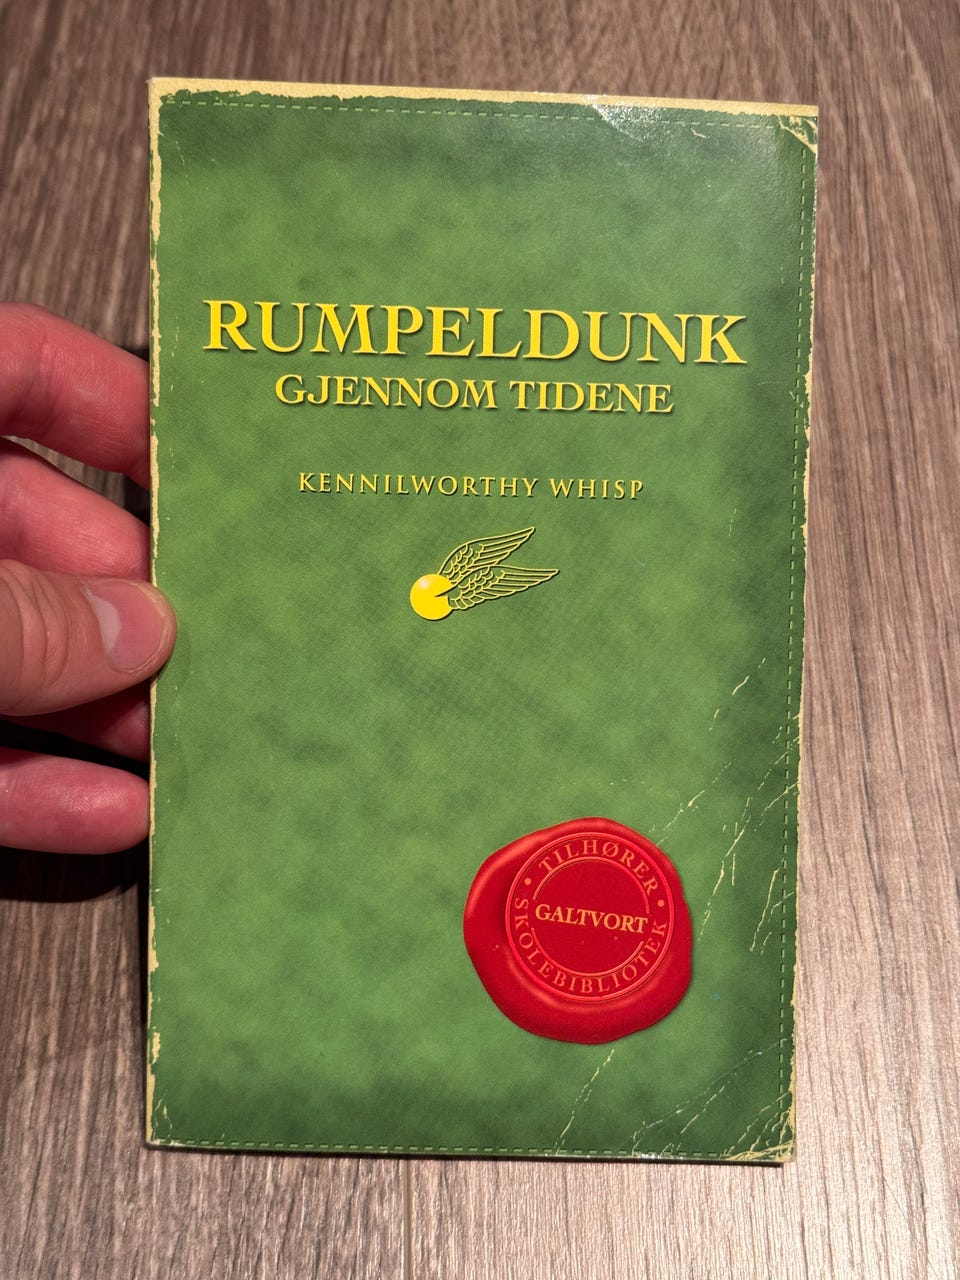 RUMPELDUNK
GJENNOM TIDENE
KENNILWORTHY WHISP
TILHØRER
GALTVORT
SKOLEBIBLIOTEK